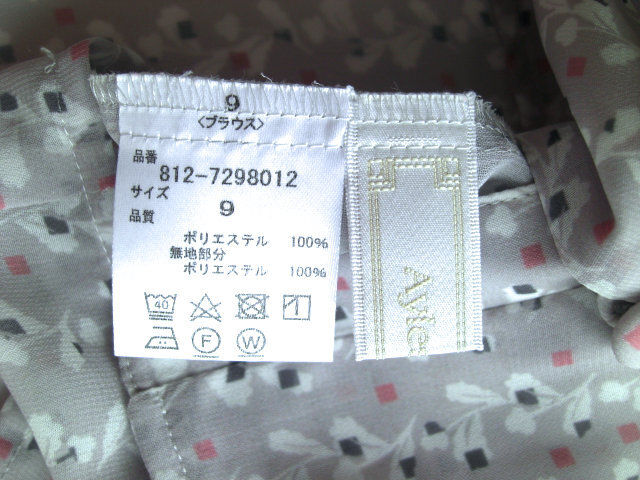 9
〈ブラウス〉
品番
812-7298012
サイズ
9
品質
ポリエステル 100%
無地部分
ポリエステル 100%
40
F W